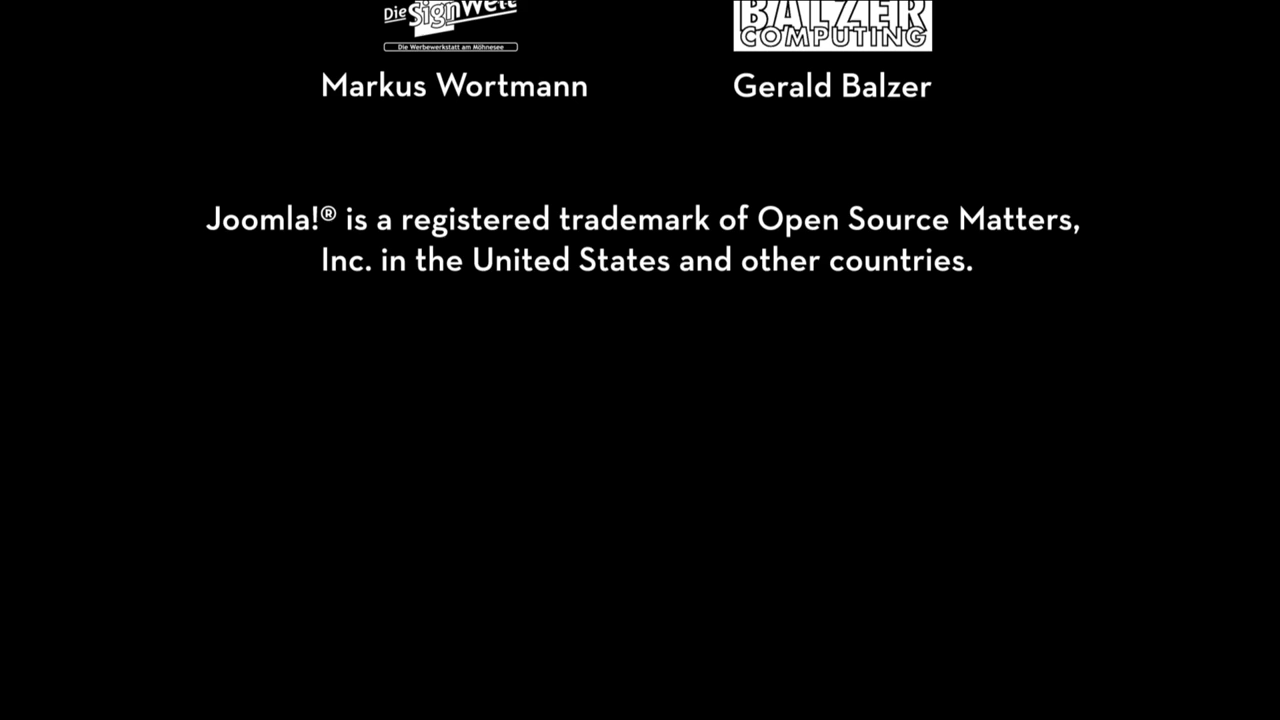 Die SignWelt
BALZER
COMPUTING
Die Werbewerkstatt am Möhnesee
Markus Wortmann
Gerald Balzer
Joomla!® is a registered trademark of Open Source Matters,
Inc. in the United States and other countries.